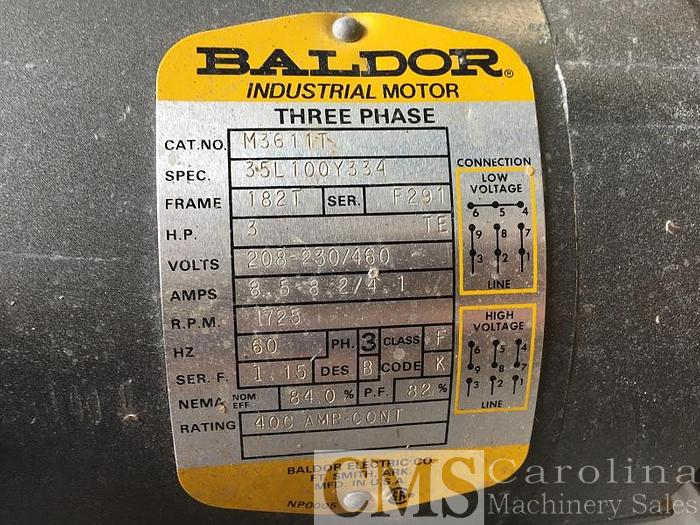 BALDOR®
INDUSTRIAL MOTOR
THREE PHASE
CAT.NO. M3611T
SPEC. 35L100Y334
FRAME 182T SER. F291
H.P. 3 TE
VOLTS 208-230/460
AMPS 8.5-8.2/4.1
R.P.M. 1725
HZ 60 PH. 3 CLASS F
SER. F. 1.15 DES B CODE K
NEMA NOM EFF. 84.0 % P.F. 82 %
RATING 40C AMB-CONT
CONNECTION
LOW
VOLTAGE
6 5 4
9 8 7
3 2 1
LINE
HIGH
VOLTAGE
6 5 4
9 8 7
3 2 1
LINE
BALDOR ELECTRIC CO
FT. SMITH, ARK.
MFD. IN U.S.A.
CMS Carolina
Machinery Sales